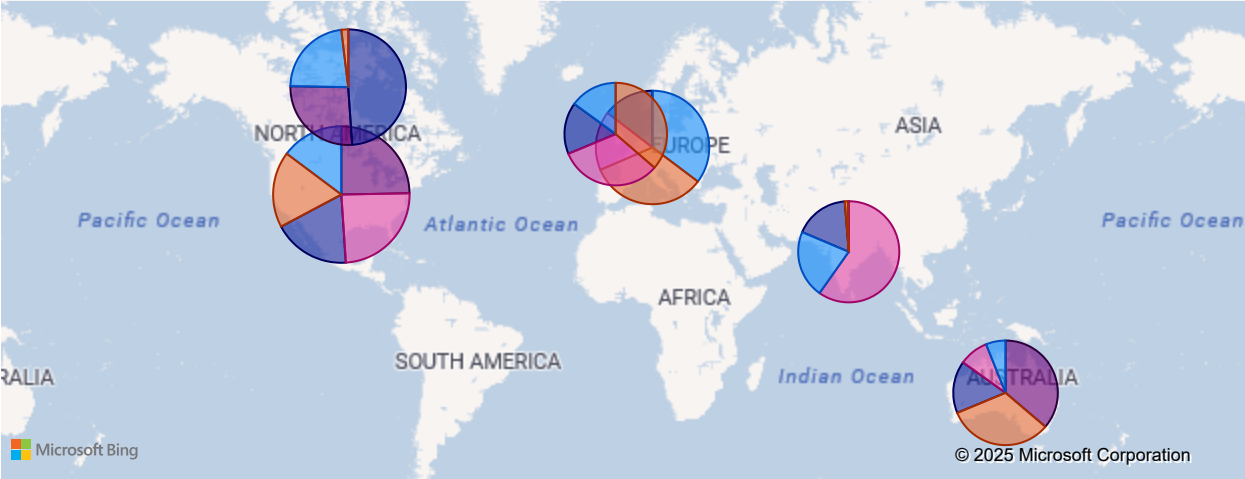 ASIA
NORTH AMERICA
EUROPE
Pacific Ocean
Atlantic Ocean
Pacific Ocean
AFRICA
SOUTH AMERICA
Indian Ocean
AUSTRALIA
RALIA
Microsoft Bing
© 2025 Microsoft Corporation